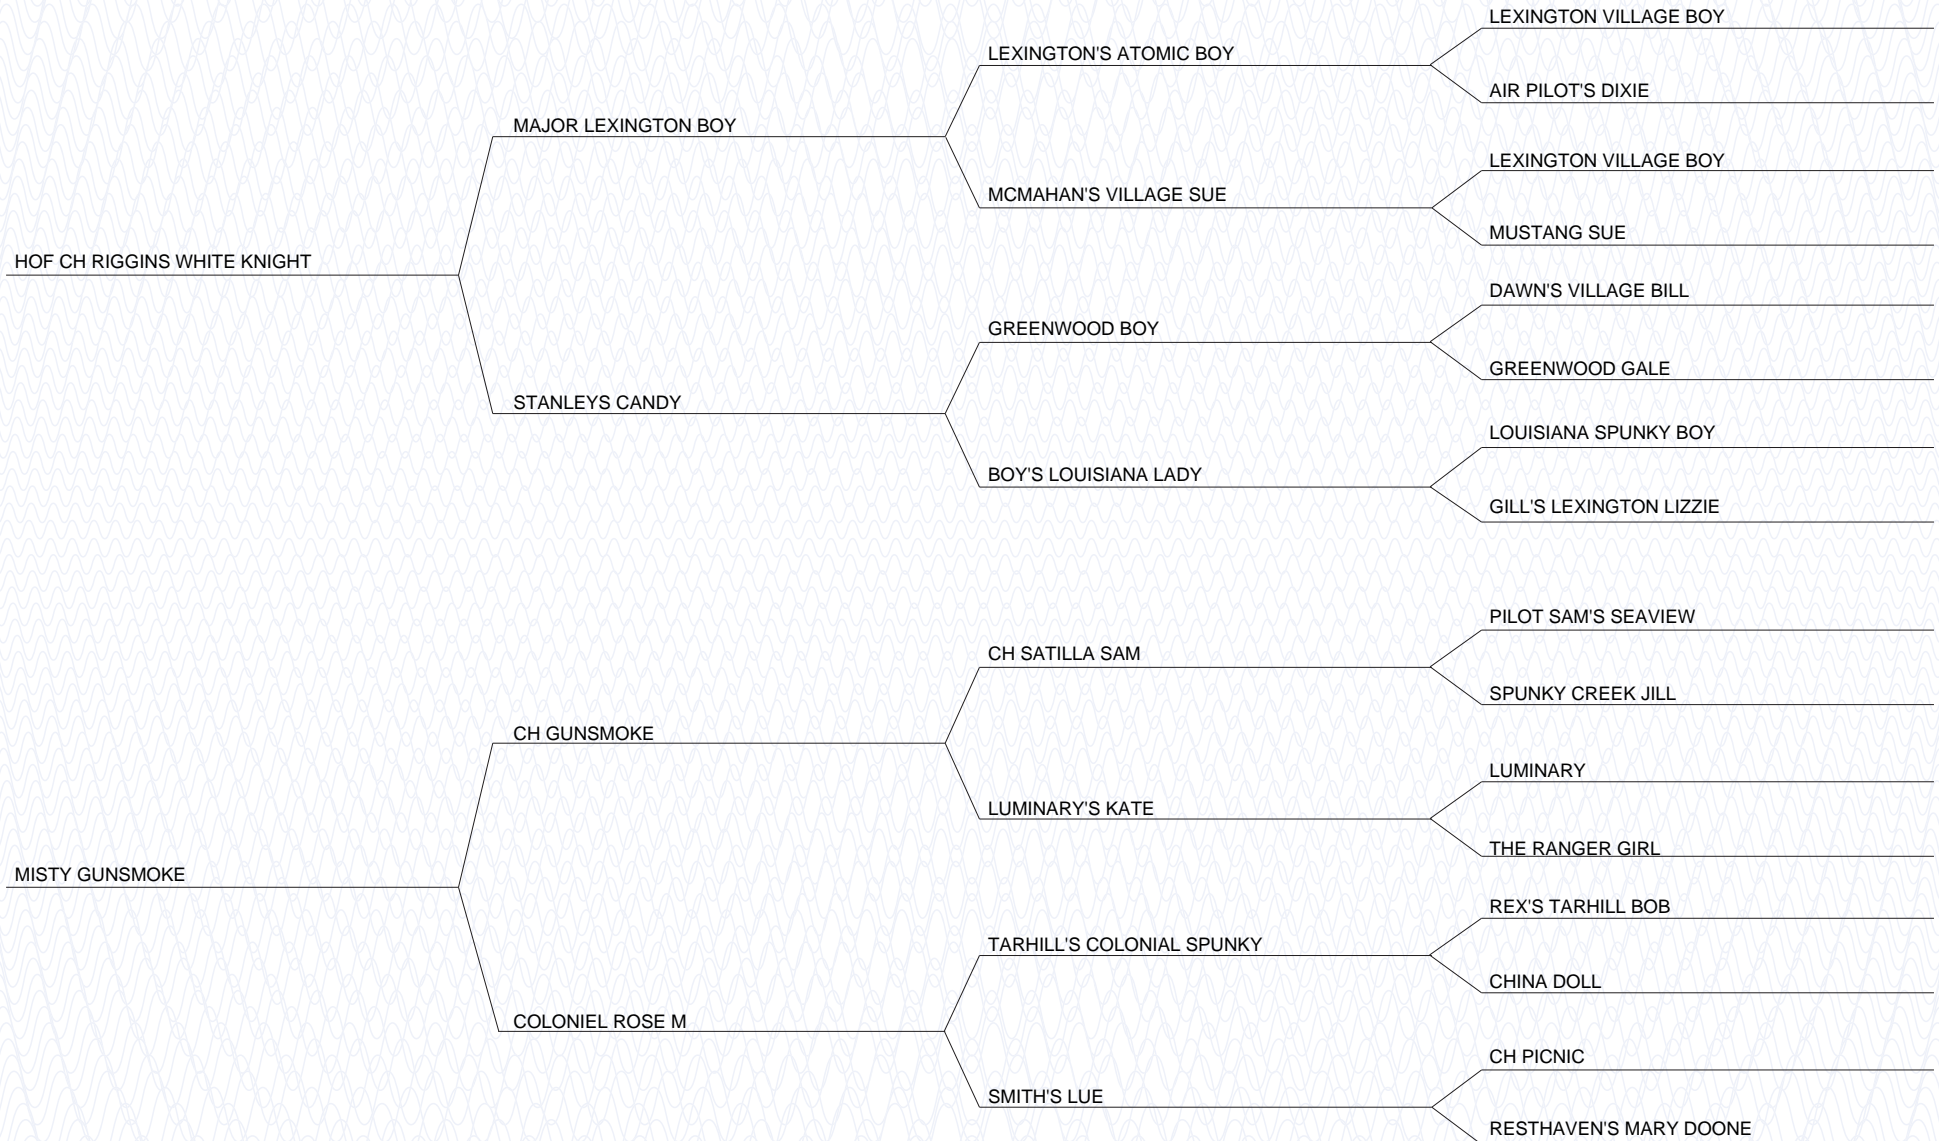 LEXINGTON VILLAGE BOY
LEXINGTON'S ATOMIC BOY
AIR PILOT'S DIXIE
MAJOR LEXINGTON BOY
LEXINGTON VILLAGE BOY
MCMAHAN'S VILLAGE SUE
MUSTANG SUE
HOF CH RIGGINS WHITE KNIGHT
DAWN'S VILLAGE BILL
GREENWOOD BOY
GREENWOOD GALE
STANLEYS CANDY
LOUISIANA SPUNKY BOY
BOY'S LOUISIANA LADY
GILL'S LEXINGTON LIZZIE
PILOT SAM'S SEAVIEW
CH SATILLA SAM
SPUNKY CREEK JILL
CH GUNSMOKE
LUMINARY
LUMINARY'S KATE
THE RANGER GIRL
MISTY GUNSMOKE
REX'S TARHILL BOB
TARHILL'S COLONIAL SPUNKY
CHINA DOLL
COLONIEL ROSE M
CH PICNIC
SMITH'S LUE
RESTHAVEN'S MARY DOONE